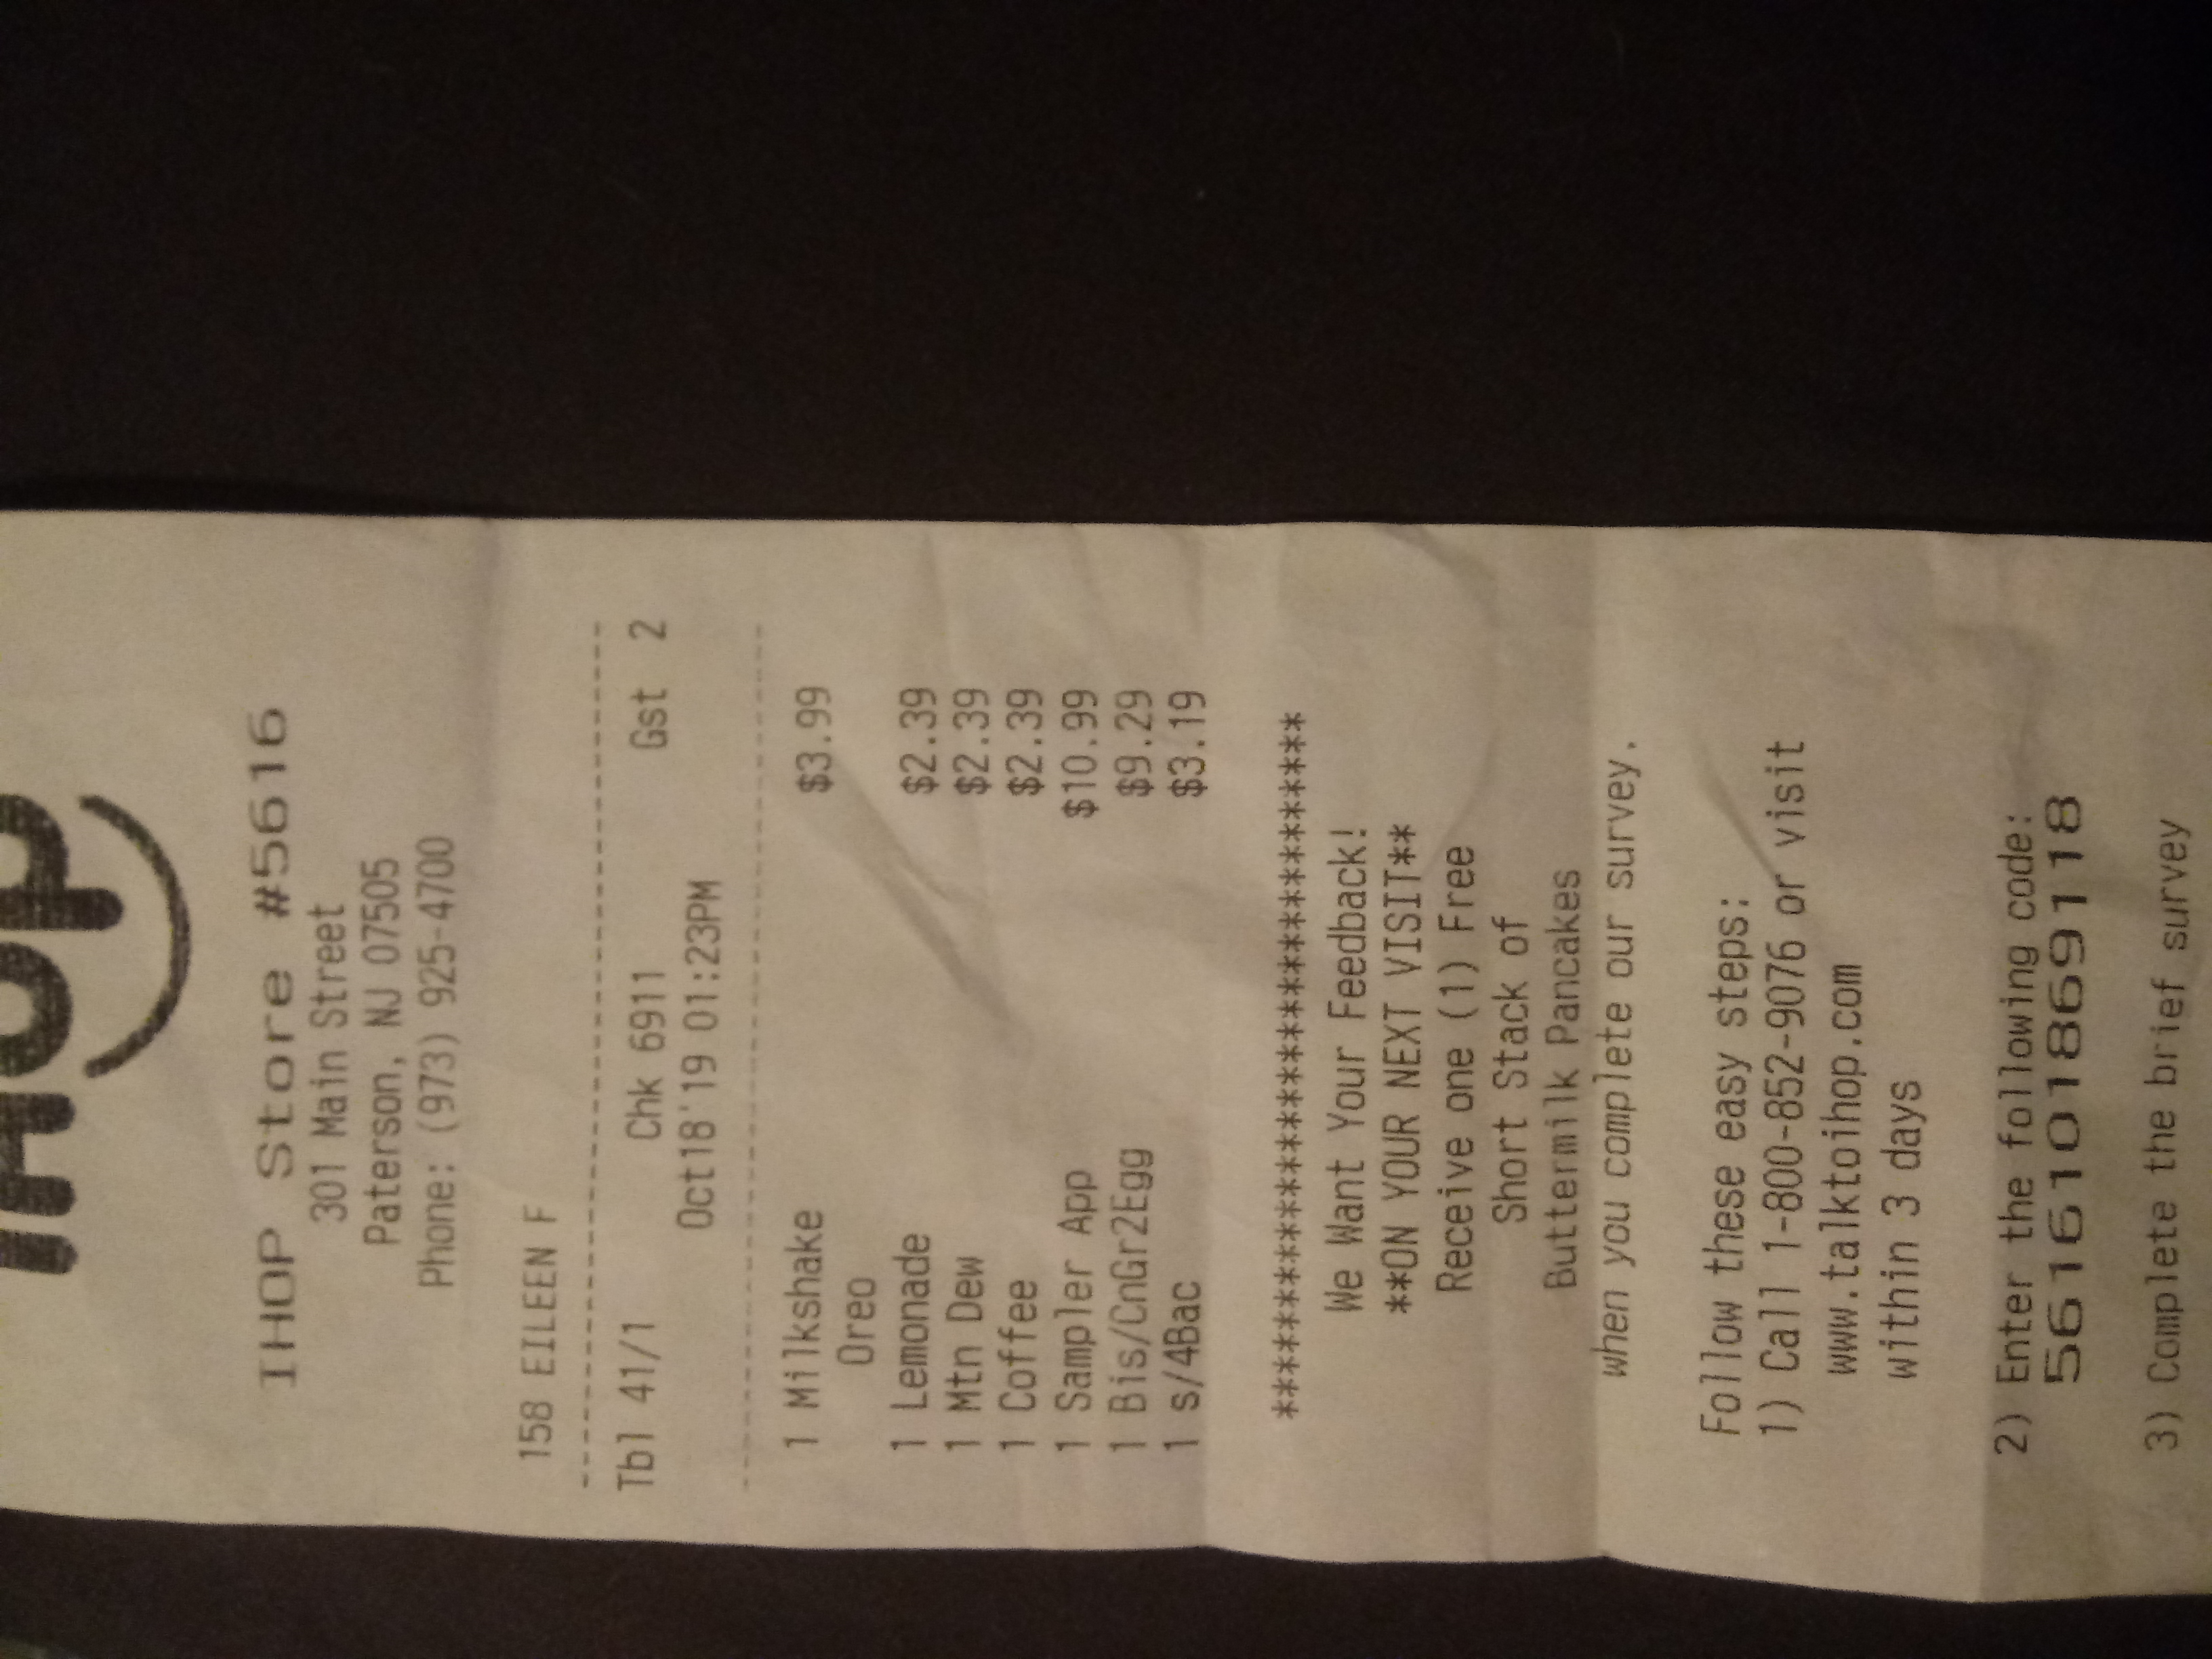 IHOP
IHOP Store #5616
301 Main Street
Paterson, NJ 07505
Phone: (973) 925-4700
158 EILEEN F
Tbl 41/1 Chk 6911 Gst 2
Oct18'19 01:23PM
1 Milkshake $3.99
Oreo
1 Lemonade $2.39
1 Mtn Dew $2.39
1 Coffee $2.39
1 Sampler App $10.99
1 Bis/CnGr2Egg $9.29
1 s/4Bac $3.19
**********************************
We Want Your Feedback!
**ON YOUR NEXT VISIT**
Receive one (1) Free
Short Stack of
Buttermilk Pancakes
when you complete our survey.
Follow these easy steps:
1) Call 1-800-852-9076 or visit
www.talktoihop.com
within 3 days
2) Enter the following code:
5616101869118
3) Complete the brief survey